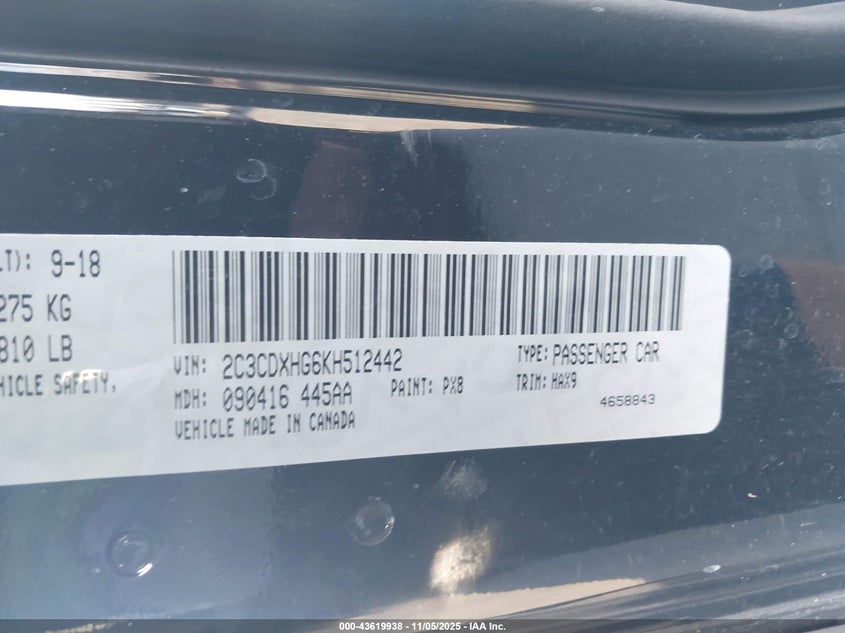 LT): 9-18
275 KG
810 LB
HICLE SAFETY,
VIN: 2C3CDXHG6KH512442
TYPE: PASSENGER CAR
MDH: 090416 445AA
PAINT: PX8
TRIM: HAX9
4658843
VEHICLE MADE IN CANADA
000-43619938 - 11/05/2025 - IAA Inc.